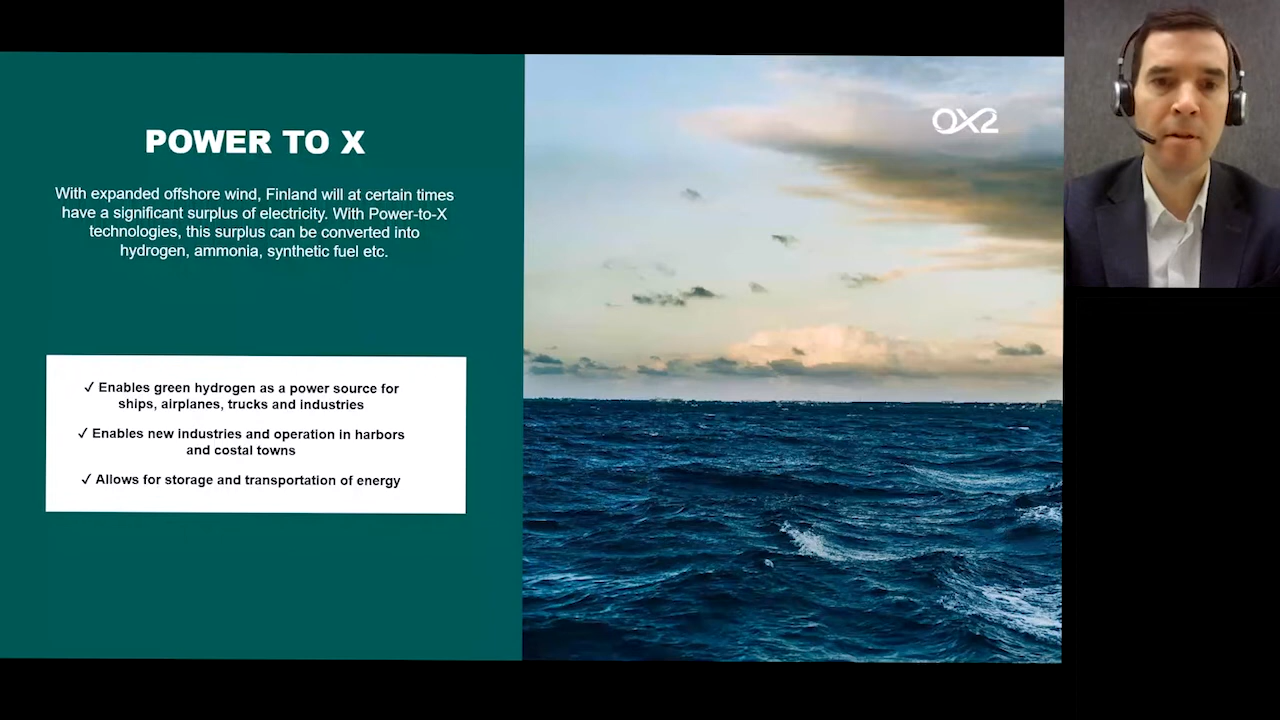 POWER TO X
With expanded offshore wind, Finland will at certain times
have a significant surplus of electricity. With Power-to-X
technologies, this surplus can be converted into
hydrogen, ammonia, synthetic fuel etc.
✓ Enables green hydrogen as a power source for
ships, airplanes, trucks and industries
✓ Enables new industries and operation in harbors
and costal towns
✓ Allows for storage and transportation of energy
OX2